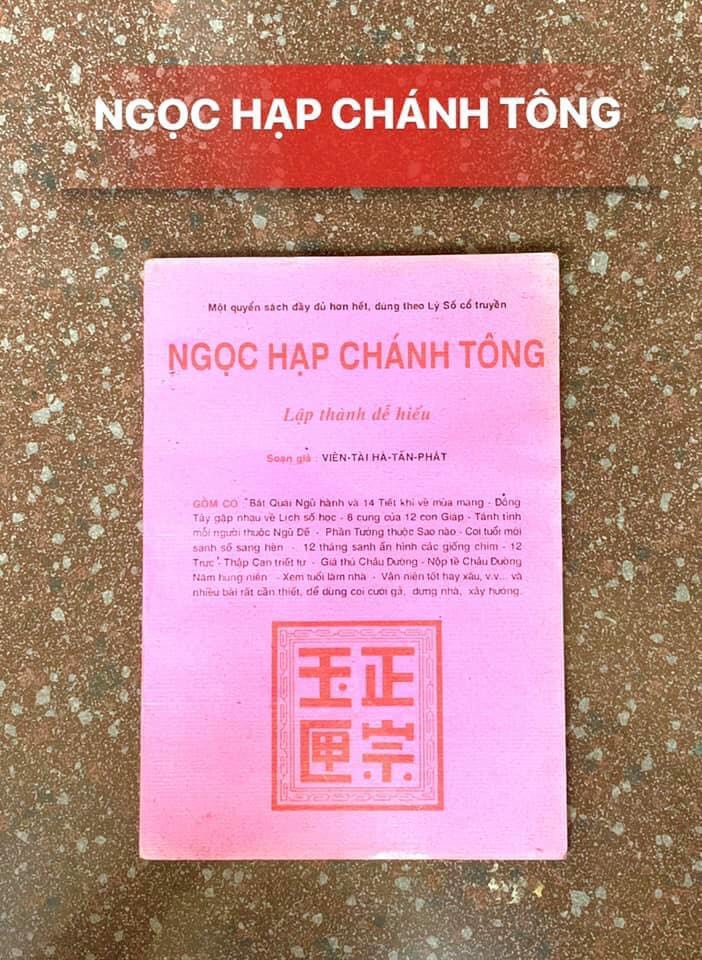 NGỌC HẠP CHÁNH TÔNG
Một quyển sách đầy đủ hơn hết, dùng theo Lý Số cổ truyền
NGỌC HẠP CHÁNH TÔNG
Lập thành dễ hiểu
Soạn giả : VIÊN-TÀI HÀ-TẤN-PHÁT
GỒM CÓ : Bát Quái Ngũ hành và 14 Tiết khí về mùa màng - Đông
Tây gặp nhau về Lịch số học - 6 cung của 12 con Giáp - Tánh tình
mỗi người thuộc Ngũ Đế - Phần Tướng thuộc Sao nào - Coi tuổi mới
sanh số sang hèn - 12 tháng sanh ẩn hình các giống chim - 12
Trực - Thập Can triết tự - Giá thú Châu Đường - Nộp tế Châu Đường
Năm hung niên - Xem tuổi làm nhà - Vận niên tốt hay xấu, v.v... và
nhiều bài rất cần thiết, để dùng coi cưới gả, dựng nhà, xây hướng.
玉正
匣宗